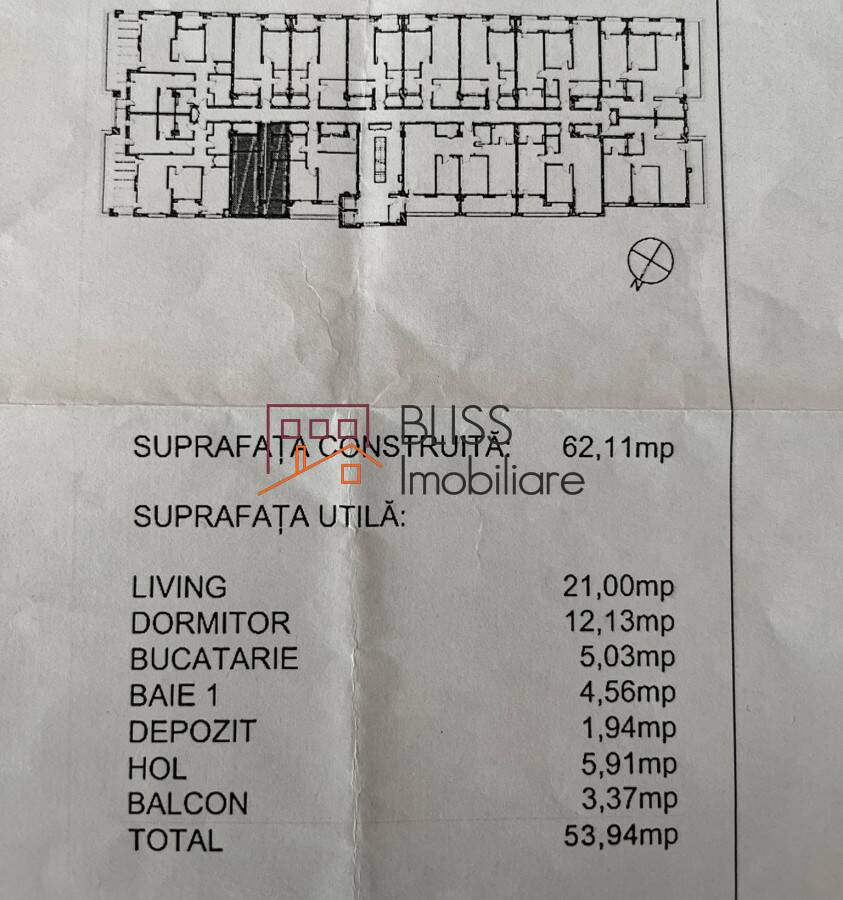 N
BLISS
Imobiliare
SUPRAFAȚA CONSTRUITĂ: 62,11mp
SUPRAFAȚA UTILĂ:
LIVING 21,00mp
DORMITOR 12,13mp
BUCATARIE 5,03mp
BAIE 1 4,56mp
DEPOZIT 1,94mp
HOL 5,91mp
BALCON 3,37mp
TOTAL 53,94mp